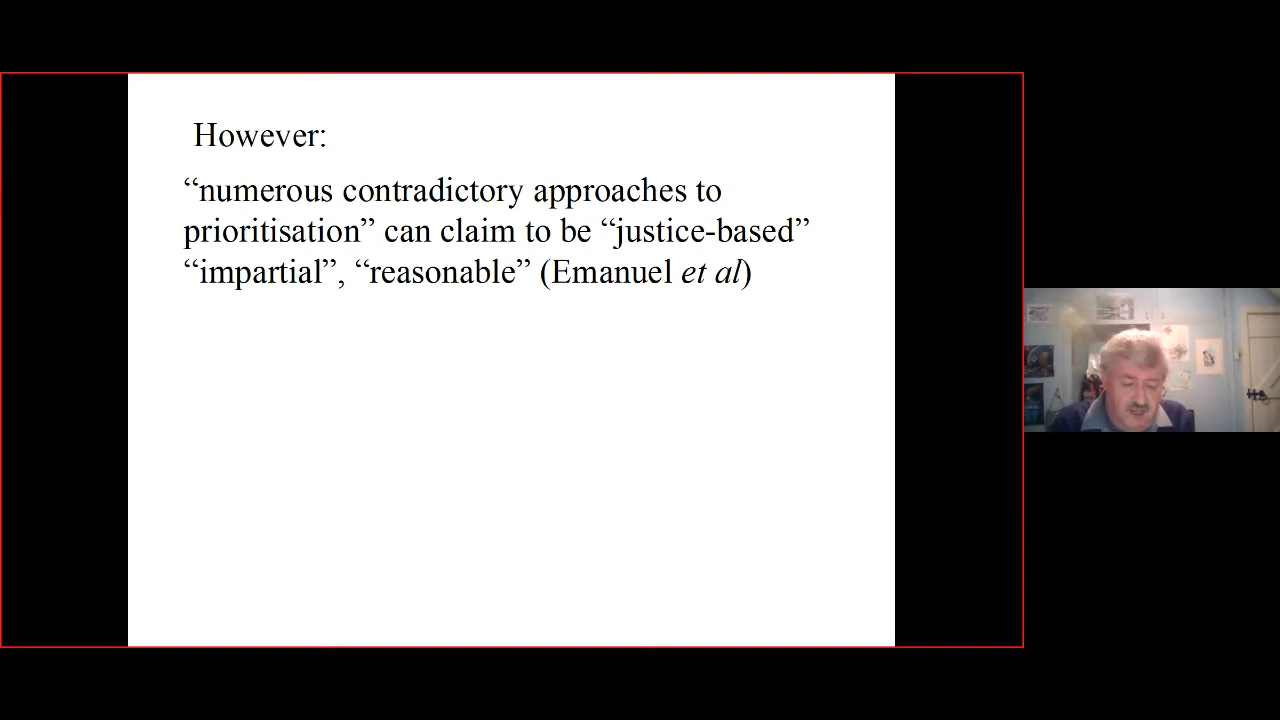 However:
“numerous contradictory approaches to
prioritisation” can claim to be “justice-based”
“impartial”, “reasonable” (Emanuel et al)